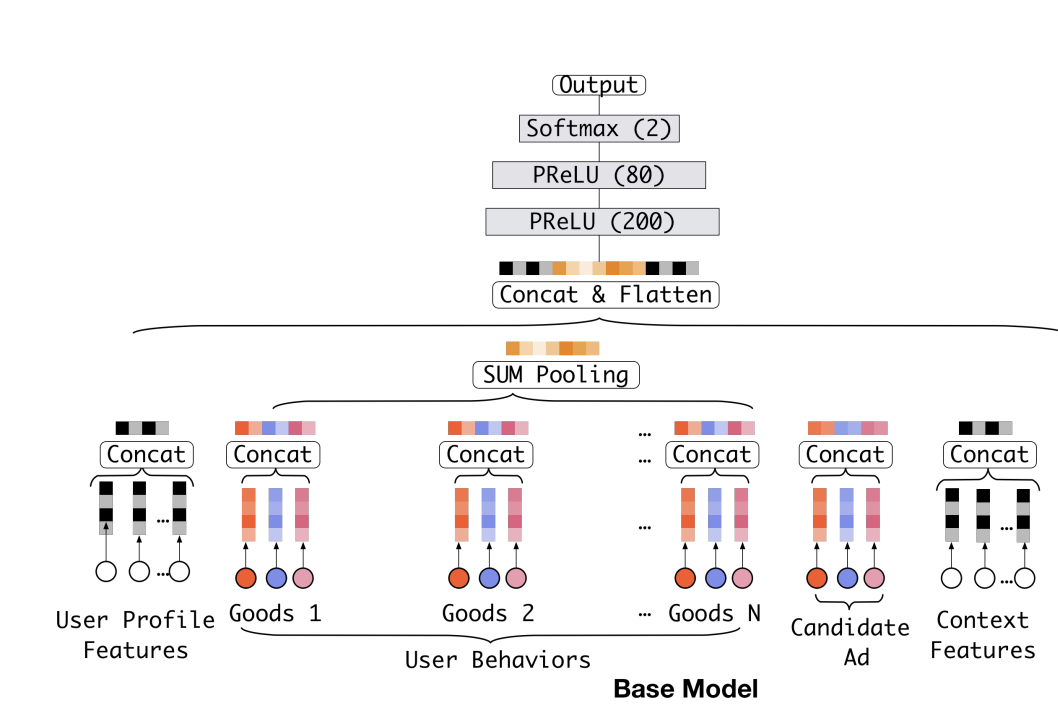 Output
Softmax (2)
PReLU (80)
PReLU (200)
Concat & Flatten
SUM Pooling
... 
Concat Concat Concat ... Concat Concat Concat
... ... ...
... ...
Goods 1 Goods 2 ... Goods N
User Profile
Features
Candidate
Ad
Context
Features
User Behaviors
Base Model